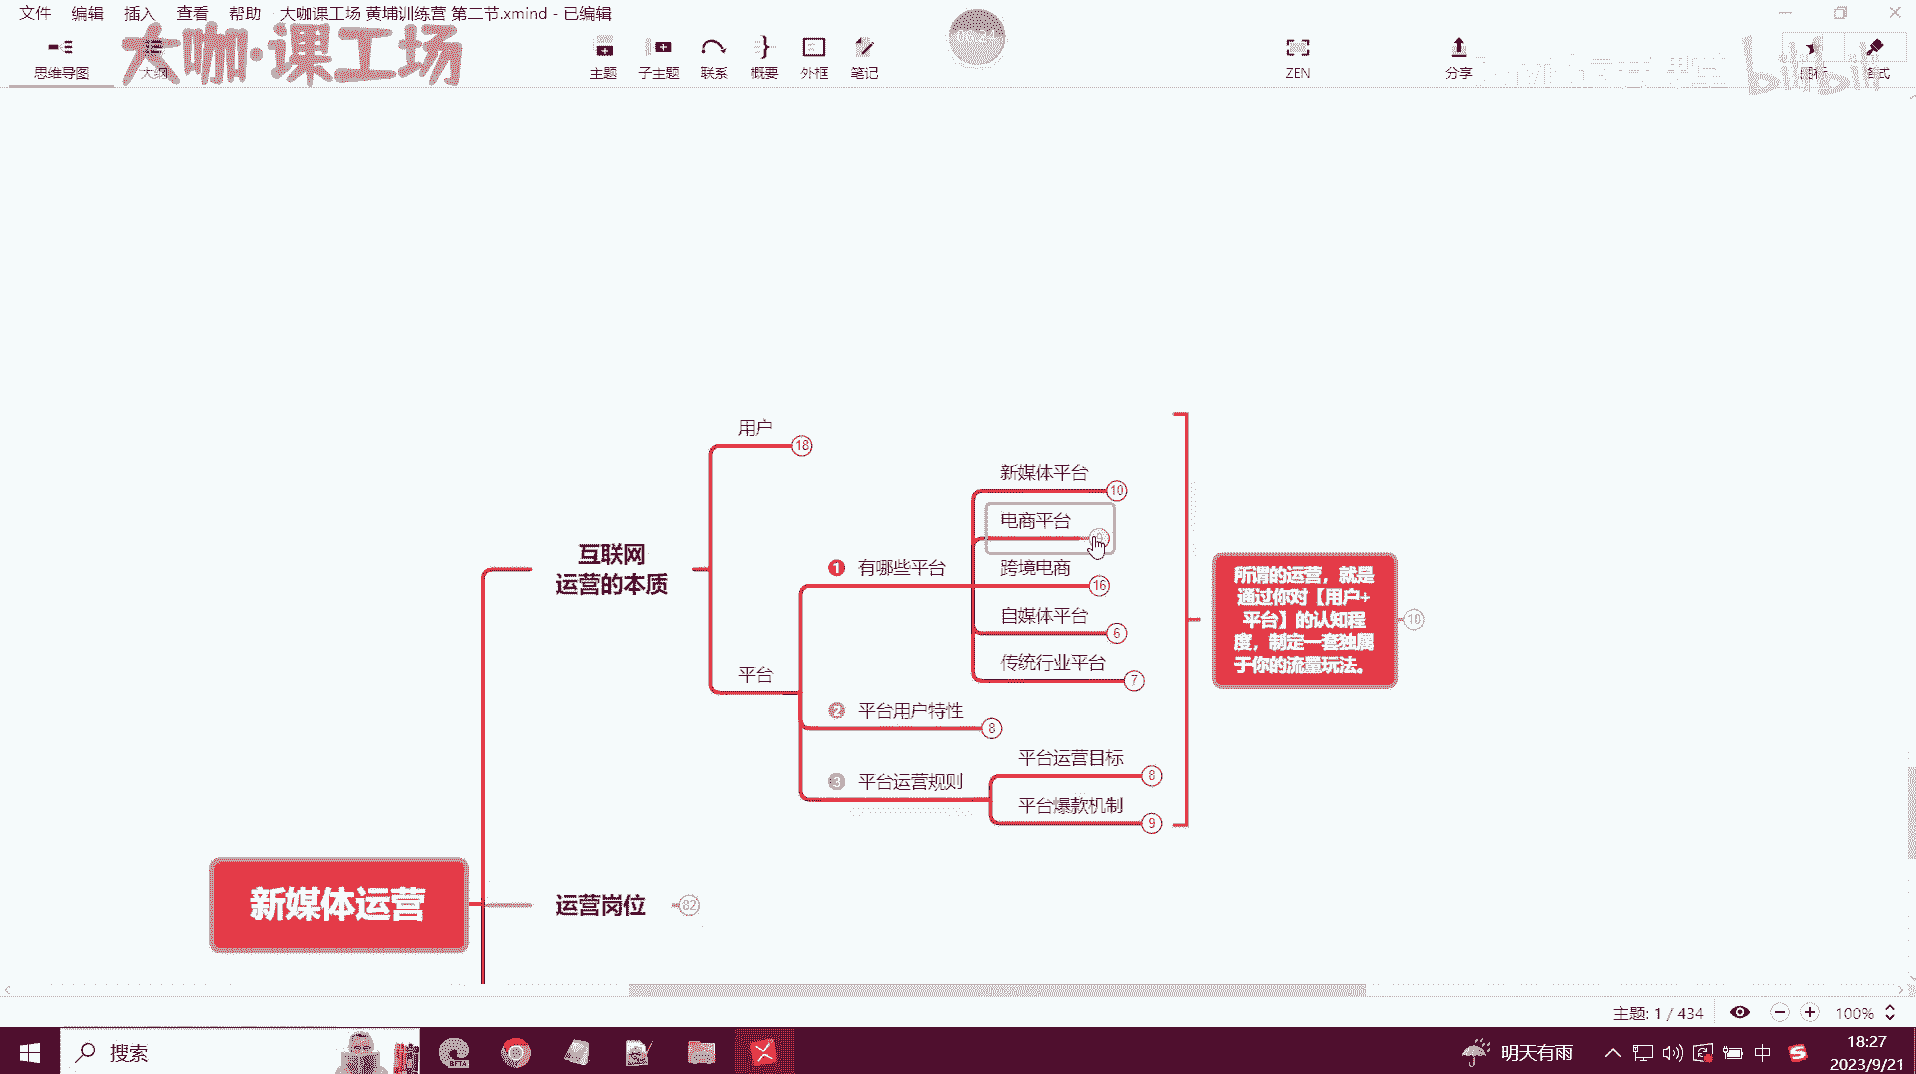 文件 编辑 插入 查看 帮助 大咖课工场 黄埔训练营 第二节.xmind - 已编辑
大咖·课工场
思维导图
大纲
主题
子主题
联系
概要
外框
笔记
ZEN
分享
图标
格式
bilibili
用户
18
新媒体平台
10
电商平台
互联网
运营的本质
1 有哪些平台
跨境电商
16
自媒体平台
6
传统行业平台
7
平台
2 平台用户特性
8
平台运营目标
8
3 平台运营规则
平台爆款机制
9
所谓的运营，就是
通过你对【用户+
平台】的认知程
度，制定一套独属
于你的流量玩法。
10
新媒体运营
运营岗位
82
主题: 1 / 434
100%
搜索
BETA
明天有雨
中
18:27
2023/9/21